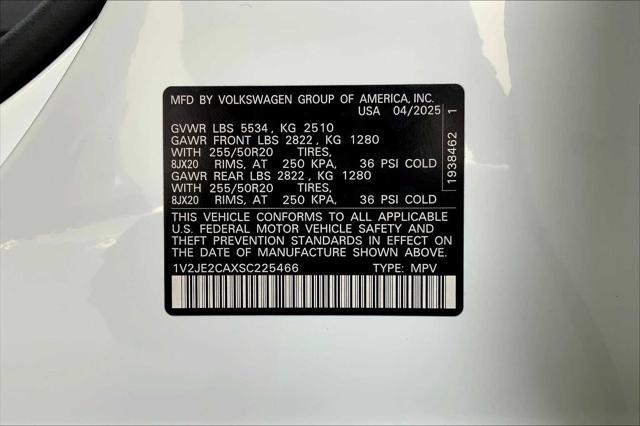 MFD BY VOLKSWAGEN GROUP OF AMERICA, INC.
USA 04/2025
GVWR LBS 5534 , KG 2510
GAWR FRONT LBS 2822 , KG 1280
WITH 255/50R20 TIRES,
8JX20 RIMS, AT 250 KPA, 36 PSI COLD
GAWR REAR LBS 2822 , KG 1280
WITH 255/50R20 TIRES,
8JX20 RIMS, AT 250 KPA, 36 PSI COLD
THIS VEHICLE CONFORMS TO ALL APPLICABLE
U.S. FEDERAL MOTOR VEHICLE SAFETY AND
THEFT PREVENTION STANDARDS IN EFFECT ON
THE DATE OF MANUFACTURE SHOWN ABOVE.
1V2JE2CAXSC225466 TYPE: MPV
1938462 1